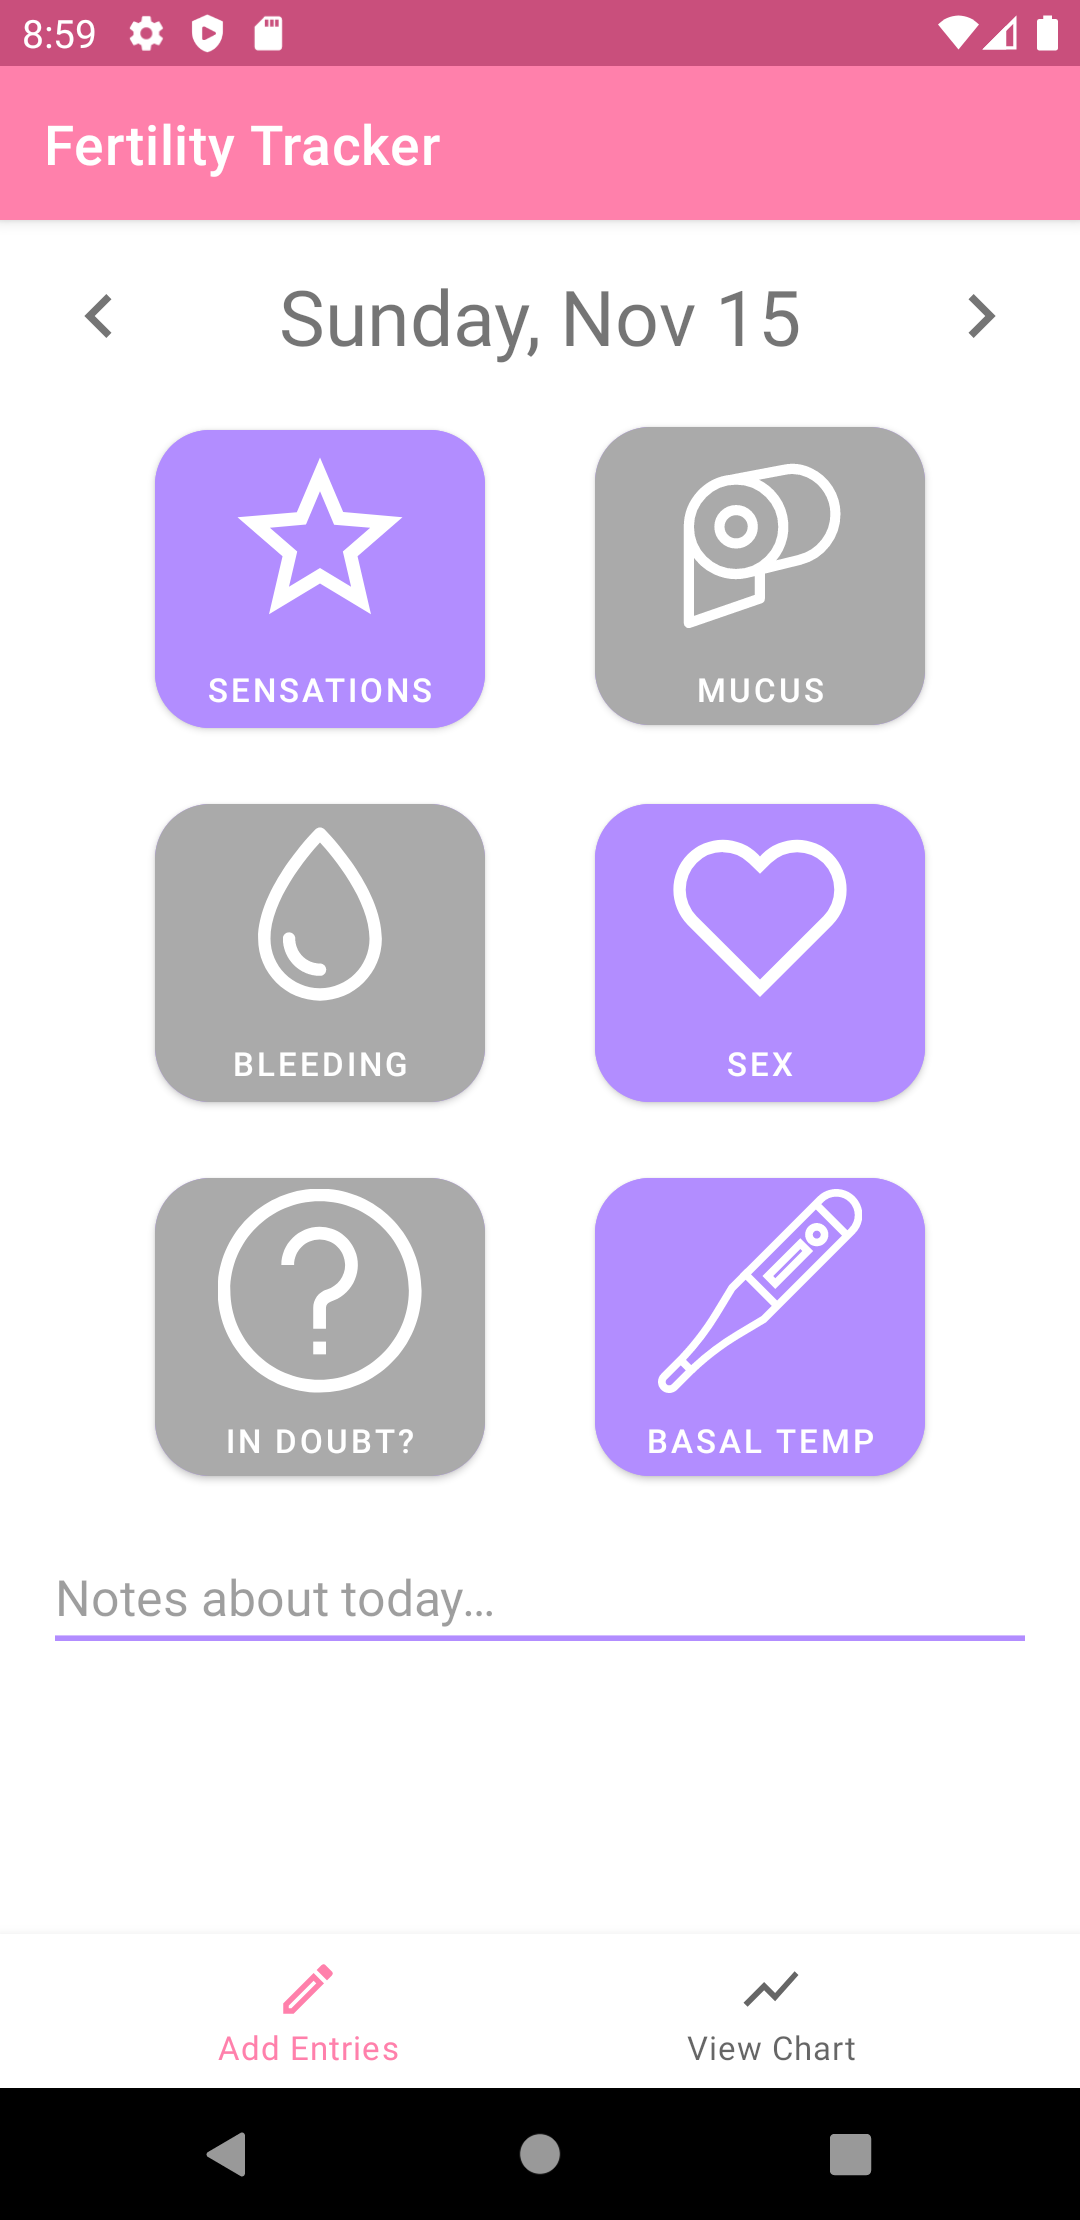 8:59
Fertility Tracker
Sunday, Nov 15
SENSATIONS
MUCUS
BLEEDING
SEX
IN DOUBT?
BASAL TEMP
Notes about today...
Add Entries
View Chart